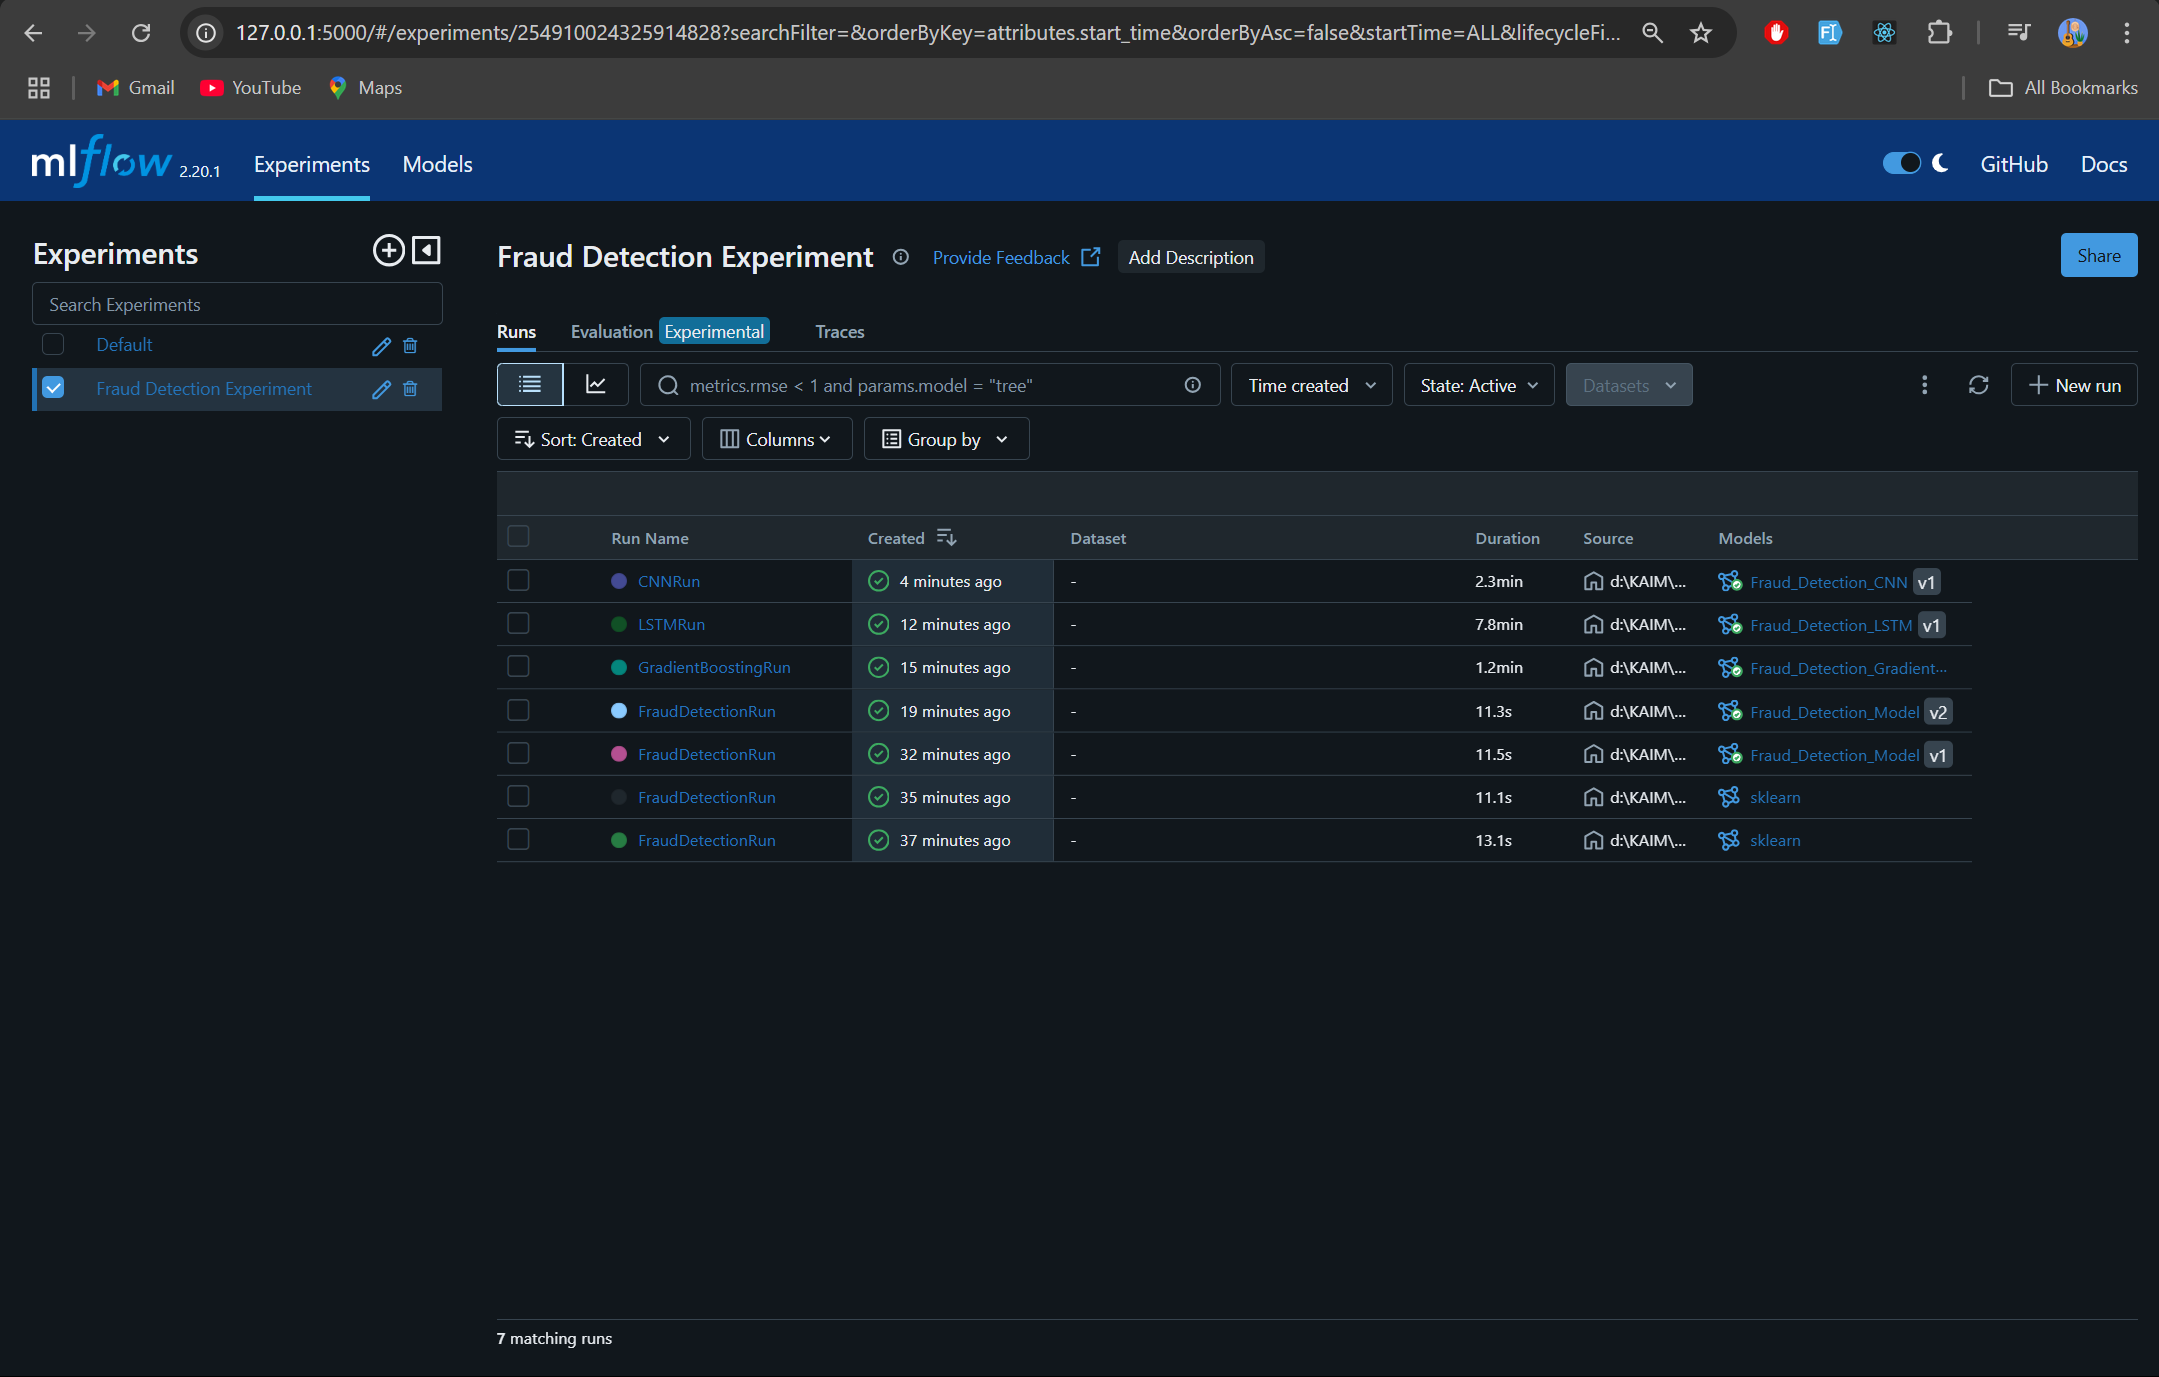 127.0.0.1:5000/#/experiments/254910024325914828?searchFilter=&orderByKey=attributes.start_time&orderByAsc=false&startTime=ALL&lifecycleFi...
Gmail YouTube Maps All Bookmarks
mlflow 2.20.1 Experiments Models GitHub Docs
Experiments
Search Experiments
Default
Fraud Detection Experiment
Fraud Detection Experiment Provide Feedback Add Description Share
Runs Evaluation Experimental Traces
metrics.rmse < 1 and params.model = "tree" Time created State: Active Datasets New run
Sort: Created Columns Group by
Run Name Created Dataset Duration Source Models
CNNRun 4 minutes ago - 2.3min d:\KAIM\... Fraud_Detection_CNN v1
LSTMRun 12 minutes ago - 7.8min d:\KAIM\... Fraud_Detection_LSTM v1
GradientBoostingRun 15 minutes ago - 1.2min d:\KAIM\... Fraud_Detection_Gradient...
FraudDetectionRun 19 minutes ago - 11.3s d:\KAIM\... Fraud_Detection_Model v2
FraudDetectionRun 32 minutes ago - 11.5s d:\KAIM\... Fraud_Detection_Model v1
FraudDetectionRun 35 minutes ago - 11.1s d:\KAIM\... sklearn
FraudDetectionRun 37 minutes ago - 13.1s d:\KAIM\... sklearn
7 matching runs